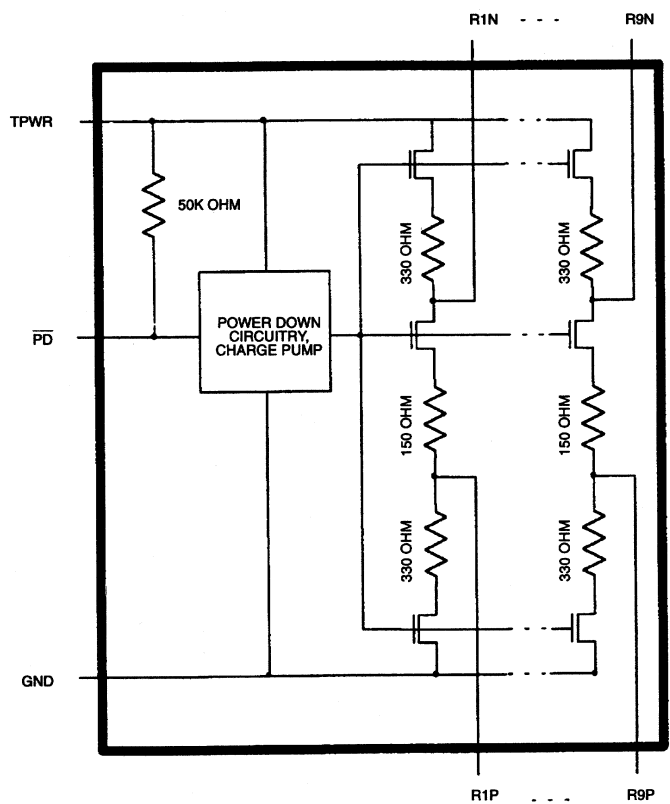 R1N - - - R9N
TPWR
50K OHM
330 OHM
330 OHM
PD
POWER DOWN
CIRCUITRY,
CHARGE PUMP
150 OHM
150 OHM
330 OHM
330 OHM
GND
R1P - - - R9P